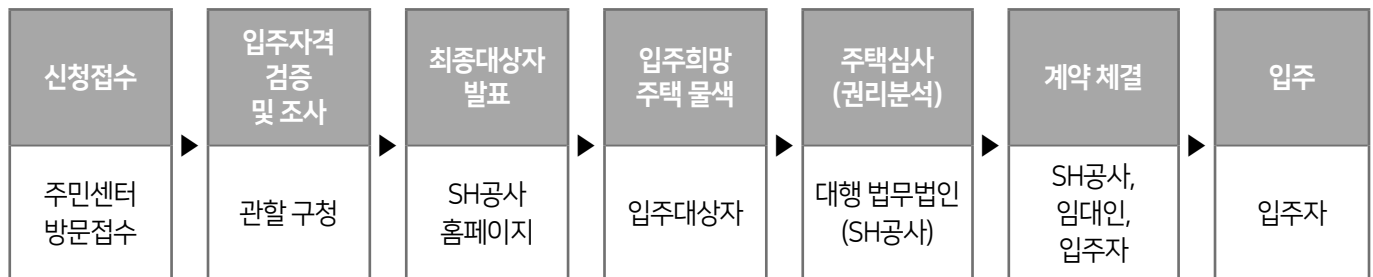 신청접수
입주자격
검증
및 조사
최종대상자
발표
입주희망
주택 물색
주택심사
(권리분석)
계약 체결
입주
▶
▶
▶
▶
▶
▶
주민센터
방문접수
관할 구청
SH공사
홈페이지
입주대상자
대행 법무법인
(SH공사)
SH공사,
임대인,
입주자
입주자